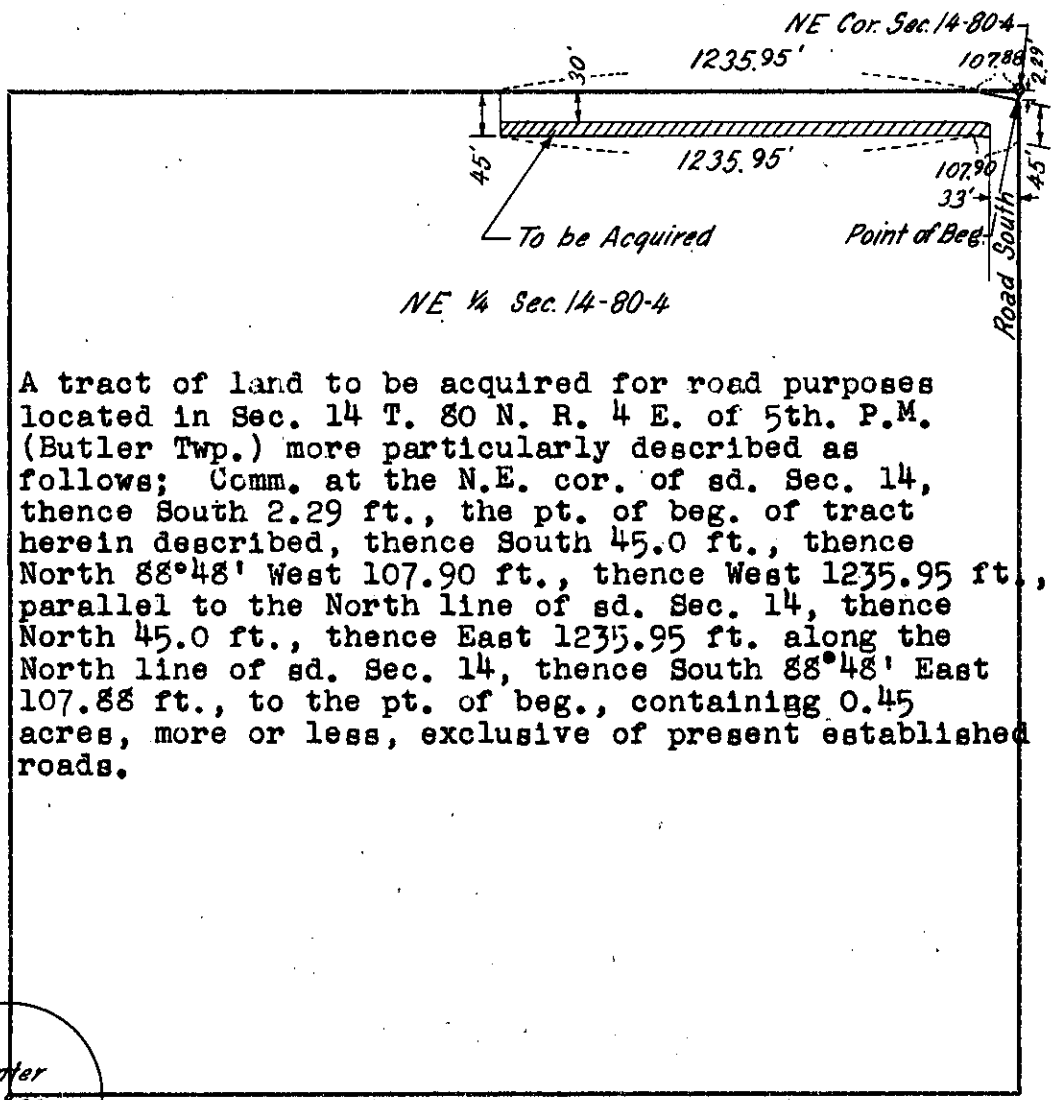 NE Cor. Sec. 14-80-4
1235.95'
107.88
2.29'
30'
45'
1235.95'
107.90
33'
45'
To be Acquired
Point of Beg.
Road South
NE 1/4 Sec. 14-80-4
A tract of land to be acquired for road purposes
located in Sec. 14 T. 80 N. R. 4 E. of 5th. P.M.
(Butler Twp.) more particularly described as
follows; Comm. at the N.E. cor. of sd. Sec. 14,
thence South 2.29 ft., the pt. of beg. of tract
herein described, thence South 45.0 ft., thence
North 88°48' West 107.90 ft., thence West 1235.95 ft.,
parallel to the North line of sd. Sec. 14, thence
North 45.0 ft., thence East 1235.95 ft. along the
North line of sd. Sec. 14, thence South 88°48' East
107.88 ft., to the pt. of beg., containing 0.45
acres, more or less, exclusive of present established
roads.